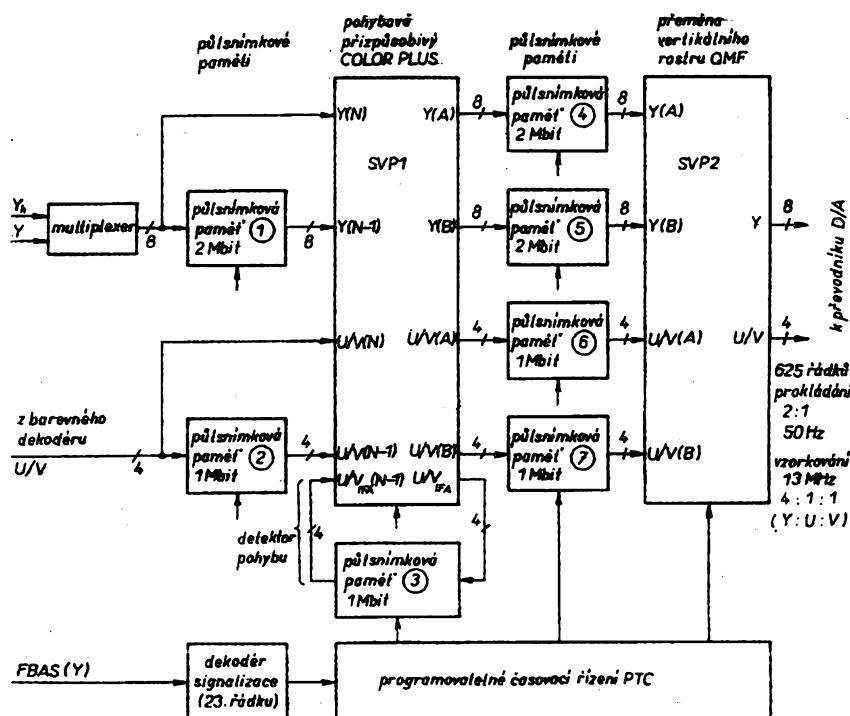 půlsnímkové
paměti
pohybově
přizpůsobivý
COLOR PLUS
půlsnímkové
paměti
přeměna
vertikálního
rastru QMF
Y(N)
Y(A)
8
půlsnímková
paměť 4
2 Mbit
8
Y(A)
SVP1
SVP2
Yh
Y
multiplexer
8
půlsnímková
paměť 1
2 Mbit
8
Y(N-1)
Y(B)
8
půlsnímková
paměť 5
2 Mbit
8
Y(B)
Y
8
k převodníku D/A
U/V(N)
U/V(A)
4
půlsnímková
paměť 6
1 Mbit
4
U/V(A)
U/V
4
625 řádků
prokládání
2:1
50 Hz
vzorkování
13 MHz
4 : 1 : 1
(Y : U : V)
z barevného
dekodéru
U/V
4
půlsnímková
paměť 2
1 Mbit
4
U/V(N-1)
U/V(B)
4
půlsnímková
paměť 7
1 Mbit
4
U/V(B)
U/V IFA (N-1)
U/V IFA
detektor
pohybu
4
4
půlsnímková
paměť 3
1 Mbit
FBAS (Y)
dekodér
signalizace
(23. řádku)
programovatelné časovací řízení PTC